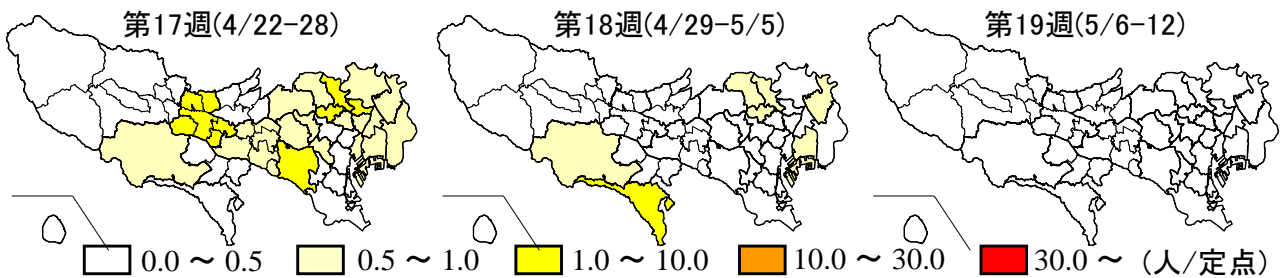 第17週(4/22-28) 第18週(4/29-5/5) 第19週(5/6-12)
0.0 ～ 0.5 0.5 ～ 1.0 1.0 ～ 10.0 10.0 ～ 30.0 30.0 ～ (人/定点)